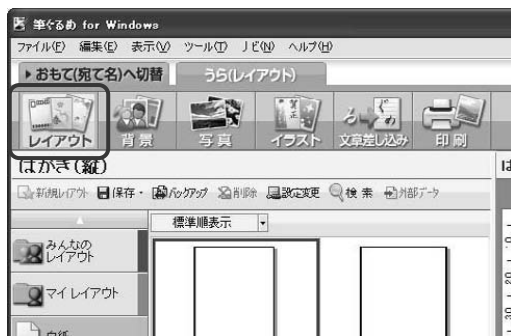 筆ぐるめ for Windows
ファイル(F) 編集(E) 表示(V) ツール(T) ナビ(N) ヘルプ(H)
おもて(宛て名)へ切替 うら(レイアウト)
レイアウト 背景 写真 イラスト 文章差し込み 印刷
はがき(縦)
新規レイアウト 保存 バックアップ 削除 設定変更 検索 外部データ
標準順表示
みんなの
レイアウト
マイ レイアウト
白紙